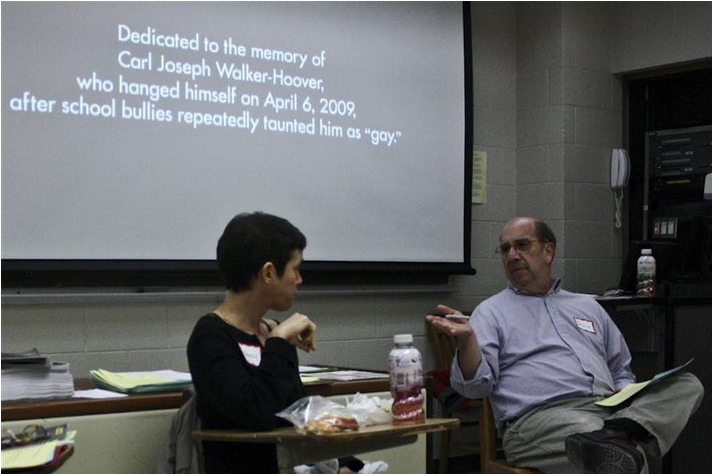 Dedicated to the memory of
Carl Joseph Walker-Hoover,
who hanged himself on April 6, 2009,
after school bullies repeatedly taunted him as “gay.”